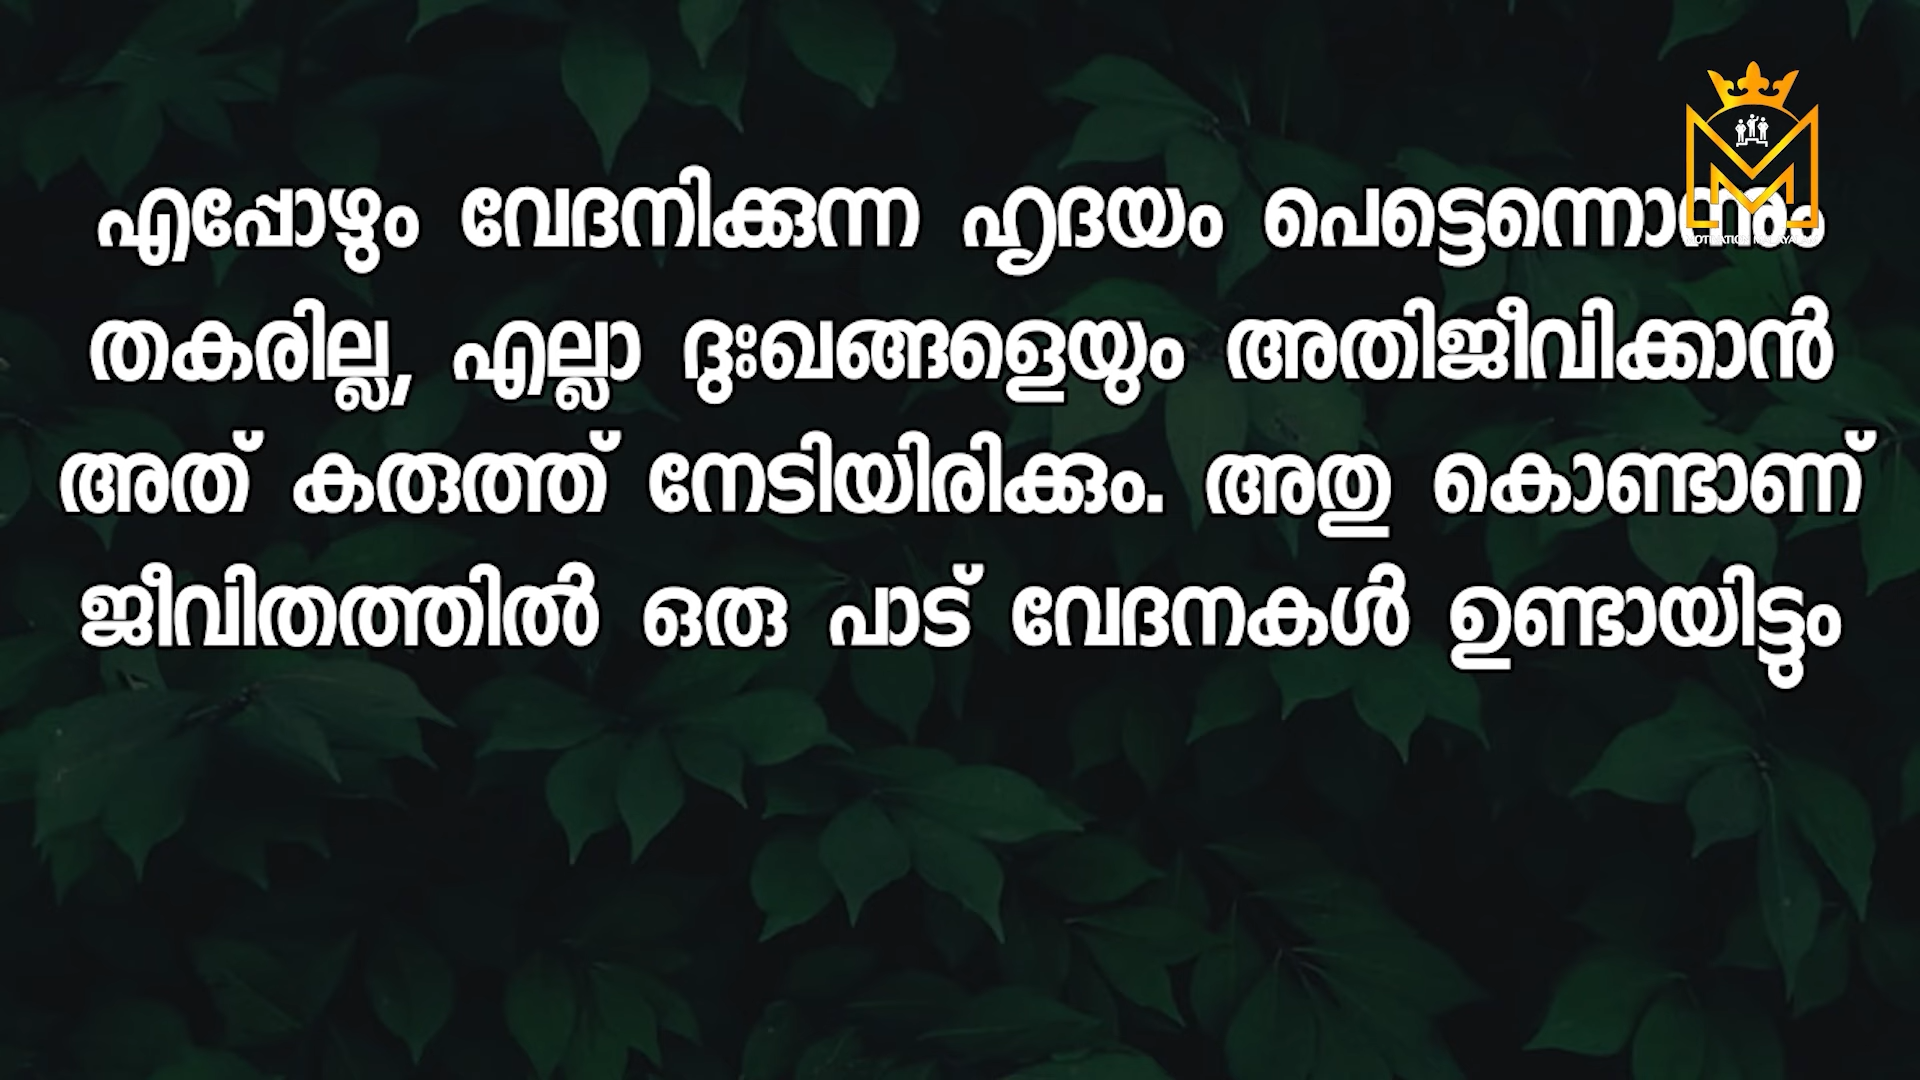 എപ്പോഴും വേദനിക്കുന്ന ഹൃദയം പെട്ടെന്നൊന്നും
തകരില്ല, എല്ലാ ദുഃഖങ്ങളെയും അതിജീവിക്കാൻ
അത് കരുത്ത് നേടിയിരിക്കും. അതു കൊണ്ടാണ്
ജീവിതത്തിൽ ഒരു പാട് വേദനകൾ ഉണ്ടായിട്ടും